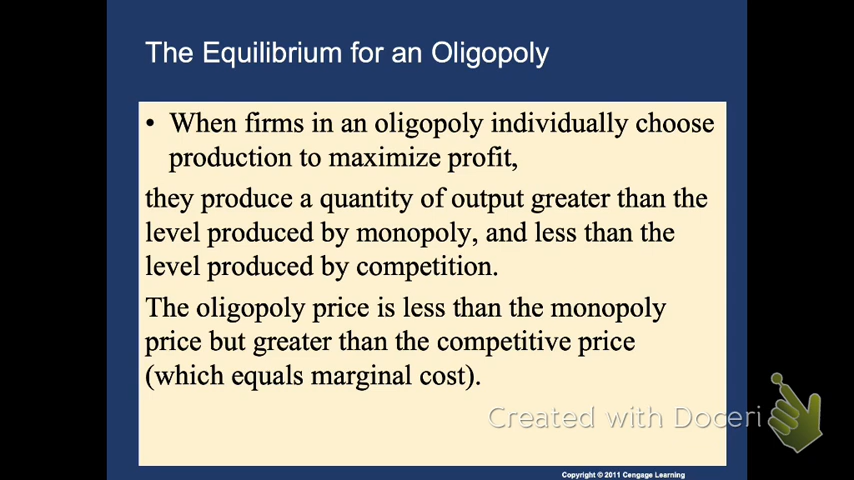 The Equilibrium for an Oligopoly
• When firms in an oligopoly individually choose
production to maximize profit,
they produce a quantity of output greater than the
level produced by monopoly, and less than the
level produced by competition.
The oligopoly price is less than the monopoly
price but greater than the competitive price
(which equals marginal cost).
Created with Doceri
Copyright © 2011 Cengage Learning